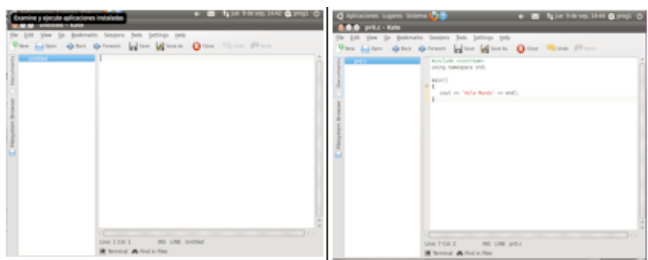 Examine y ejecute aplicaciones instaladas
jue 9 de sep, 14:42 prog1
Kate
File Edit View Go Bookmarks Sessions Tools Settings Help
New Open Back Forward Save Save As Close Undo
Untitled
Documents
Filesystem Browser
Line: 1 Col: 1 INS LINE Untitled
Terminal Find in Files
Aplicaciones Lugares Sistema
jue 9 de sep, 14:44 prog1
pr0.c - Kate
File Edit View Go Bookmarks Sessions Tools Settings Help
New Open Back Forward Save Save As Close Undo
pr0.c
Documents
Filesystem Browser
#include <iostream>
using namespace std;
main()
{
cout << "Hola Mundo" << endl;
}
Line: 7 Col: 2 INS LINE pr0.c
Terminal Find in Files